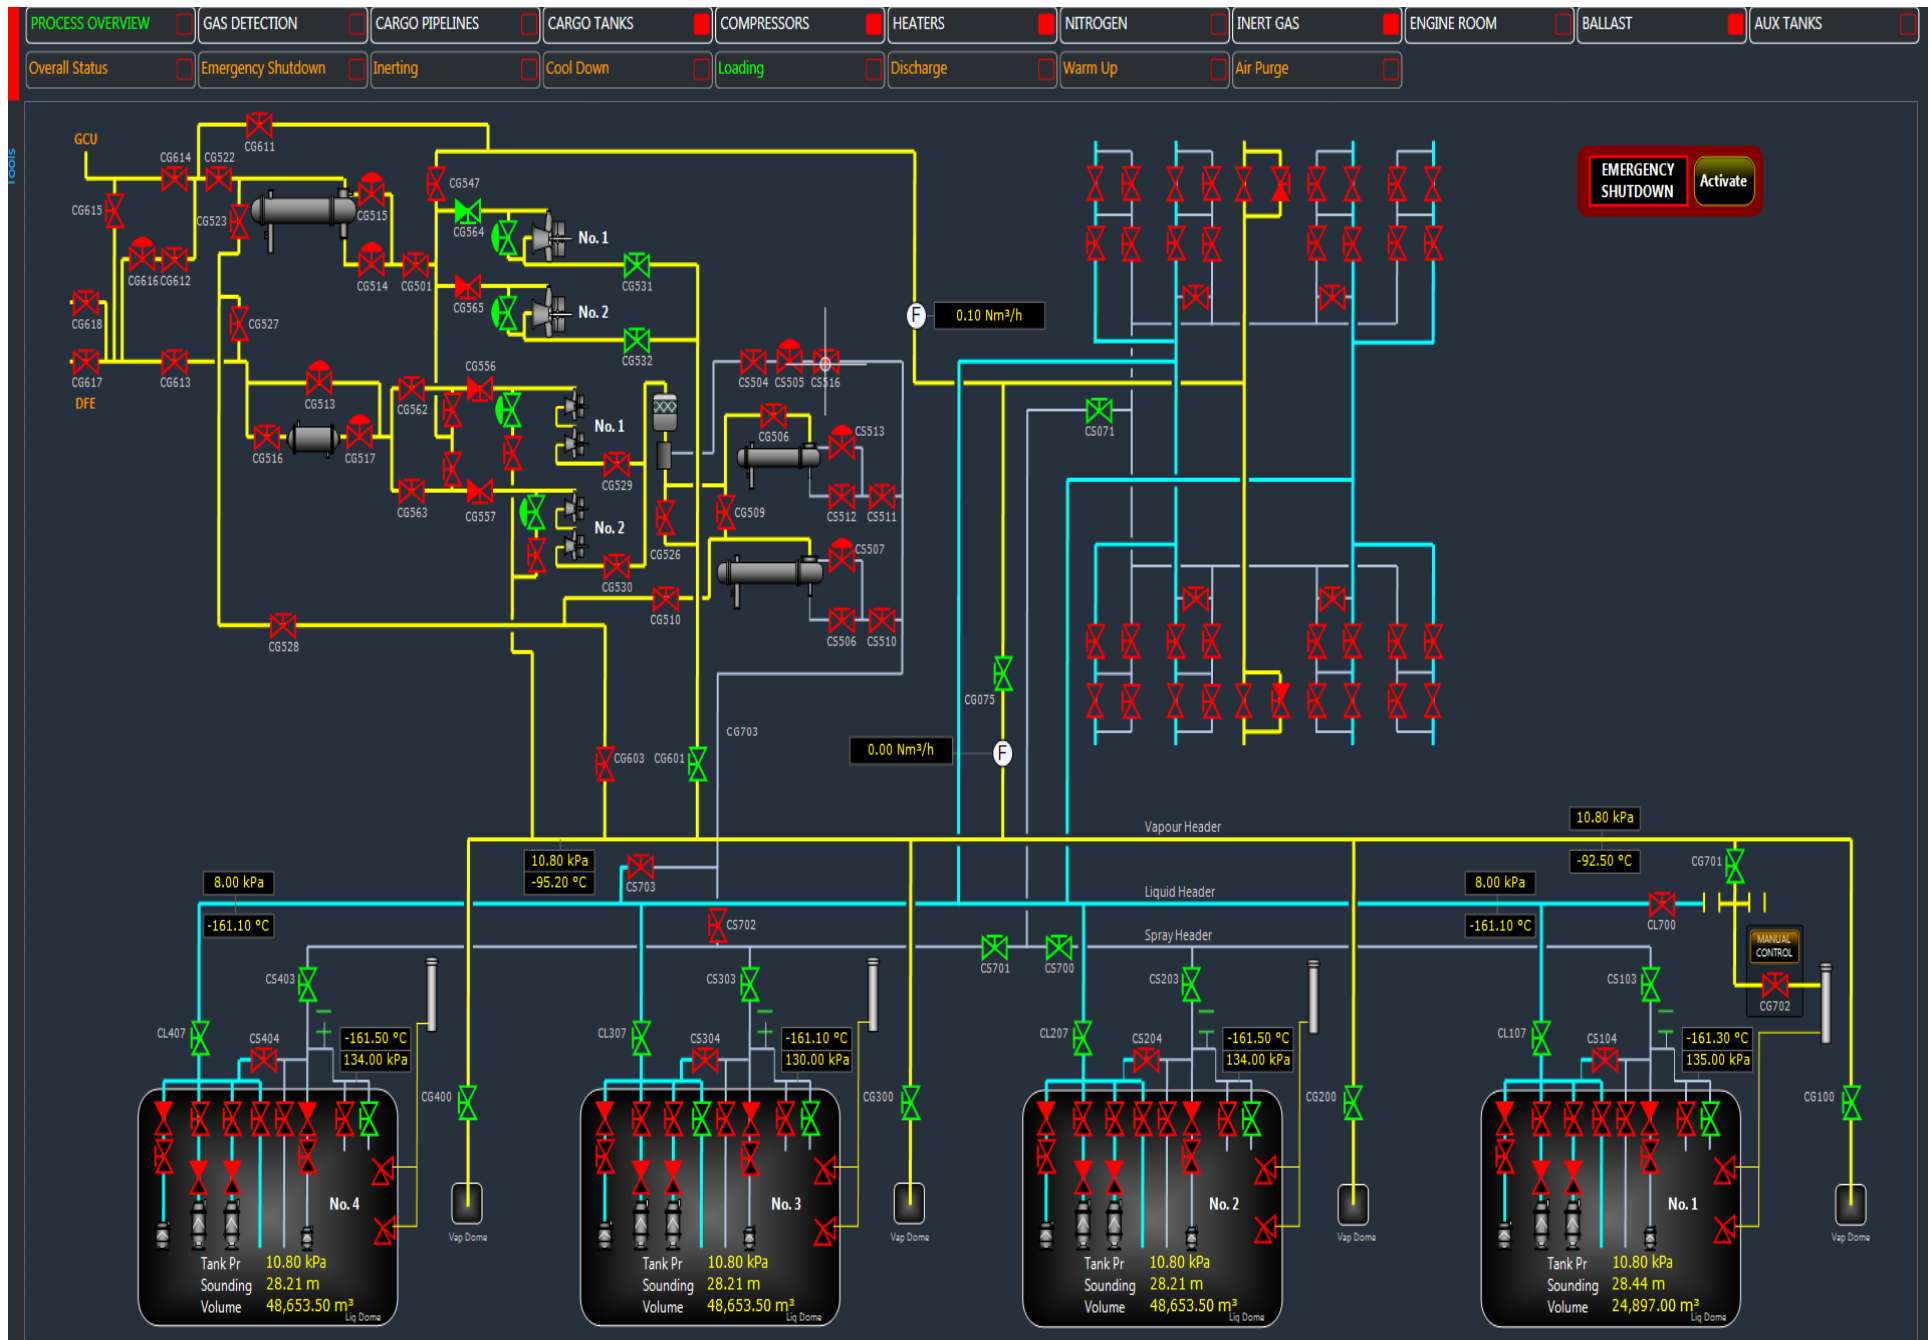 PROCESS OVERVIEW GAS DETECTION CARGO PIPELINES CARGO TANKS COMPRESSORS HEATERS NITROGEN INERT GAS ENGINE ROOM BALLAST AUX TANKS
Overall Status Emergency Shutdown Inerting Cool Down Loading Discharge Warm Up Air Purge
Tools
GCU
CG611
CG614 CG522
CG615
CG523
CG515
CG547
CG564
No. 1
CG616 CG612
CG514 CG501
CG531
CG565
No. 2
CG618
CG527
CG532
CG617
CG613
DFE
CG513
CG556
CG562
CG516
CG517
No. 1
CG529
CG563
CG557
No. 2
CG530
CG526
CS504 CS505 CS516
CG506
CS513
CG509
CS512 CS511
CS507
CG510
CS506 CS510
CG528
EMERGENCY
SHUTDOWN
Activate
0.10 Nm³/h
F
CS071
CG075
CG703
0.00 Nm³/h
F
CG603 CG601
Vapour Header
10.80 kPa
-92.50 °C
10.80 kPa
-95.20 °C
CG701
CS703
8.00 kPa
-161.10 °C
Liquid Header
8.00 kPa
-161.10 °C
CL700
CS702
Spray Header
CS701
CS700
MANUAL
CONTROL
CG702
CS403
CS303
CS203
CS103
CL407
CS404
-161.50 °C
134.00 kPa
CL307
CS304
-161.10 °C
130.00 kPa
CL207
CS204
-161.50 °C
134.00 kPa
CL107
CS104
-161.30 °C
135.00 kPa
CG400
CG300
CG200
CG100
No. 4
Vap Dome
No. 3
Vap Dome
No. 2
Vap Dome
No. 1
Vap Dome
Tank Pr 10.80 kPa
Sounding 28.21 m
Volume 48,653.50 m³
Liq Dome
Tank Pr 10.80 kPa
Sounding 28.21 m
Volume 48,653.50 m³
Liq Dome
Tank Pr 10.80 kPa
Sounding 28.21 m
Volume 48,653.50 m³
Liq Dome
Tank Pr 10.80 kPa
Sounding 28.44 m
Volume 24,897.00 m³
Liq Dome